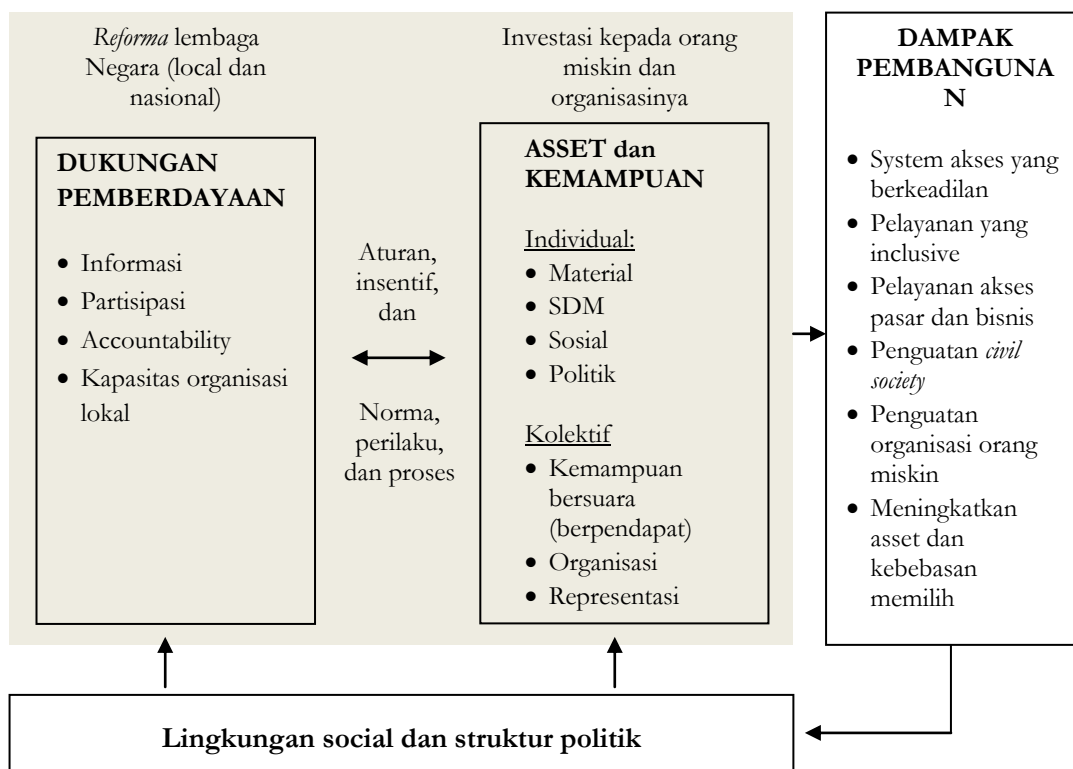 Reforma lembaga
Negara (local dan
nasional)
DUKUNGAN
PEMBERDAYAAN
• Informasi
• Partisipasi
• Accountability
• Kapasitas organisasi
lokal
Aturan,
insentif,
dan
Norma,
perilaku,
dan proses
Investasi kepada orang
miskin dan
organisasinya
ASSET dan
KEMAMPUAN
Individual:
• Material
• SDM
• Sosial
• Politik
Kolektif
• Kemampuan
bersuara
(berpendapat)
• Organisasi
• Representasi
DAMPAK
PEMBANGUNA
N
• System akses yang
berkeadilan
• Pelayanan yang
inclusive
• Pelayanan akses
pasar dan bisnis
• Penguatan civil
society
• Penguatan
organisasi orang
miskin
• Meningkatkan
asset dan
kebebasan
memilih
Lingkungan social dan struktur politik